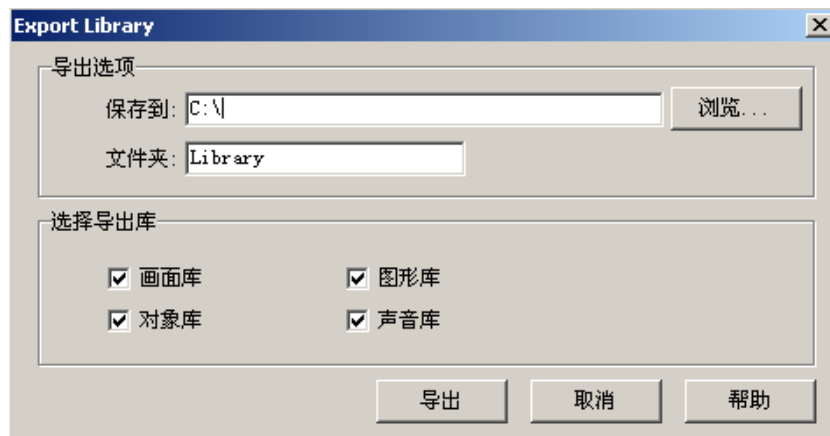 Export Library
导出选项
保存到: C:\ 浏览...
文件夹: Library
选择导出库
画面库 图形库
对象库 声音库
导出 取消 帮助